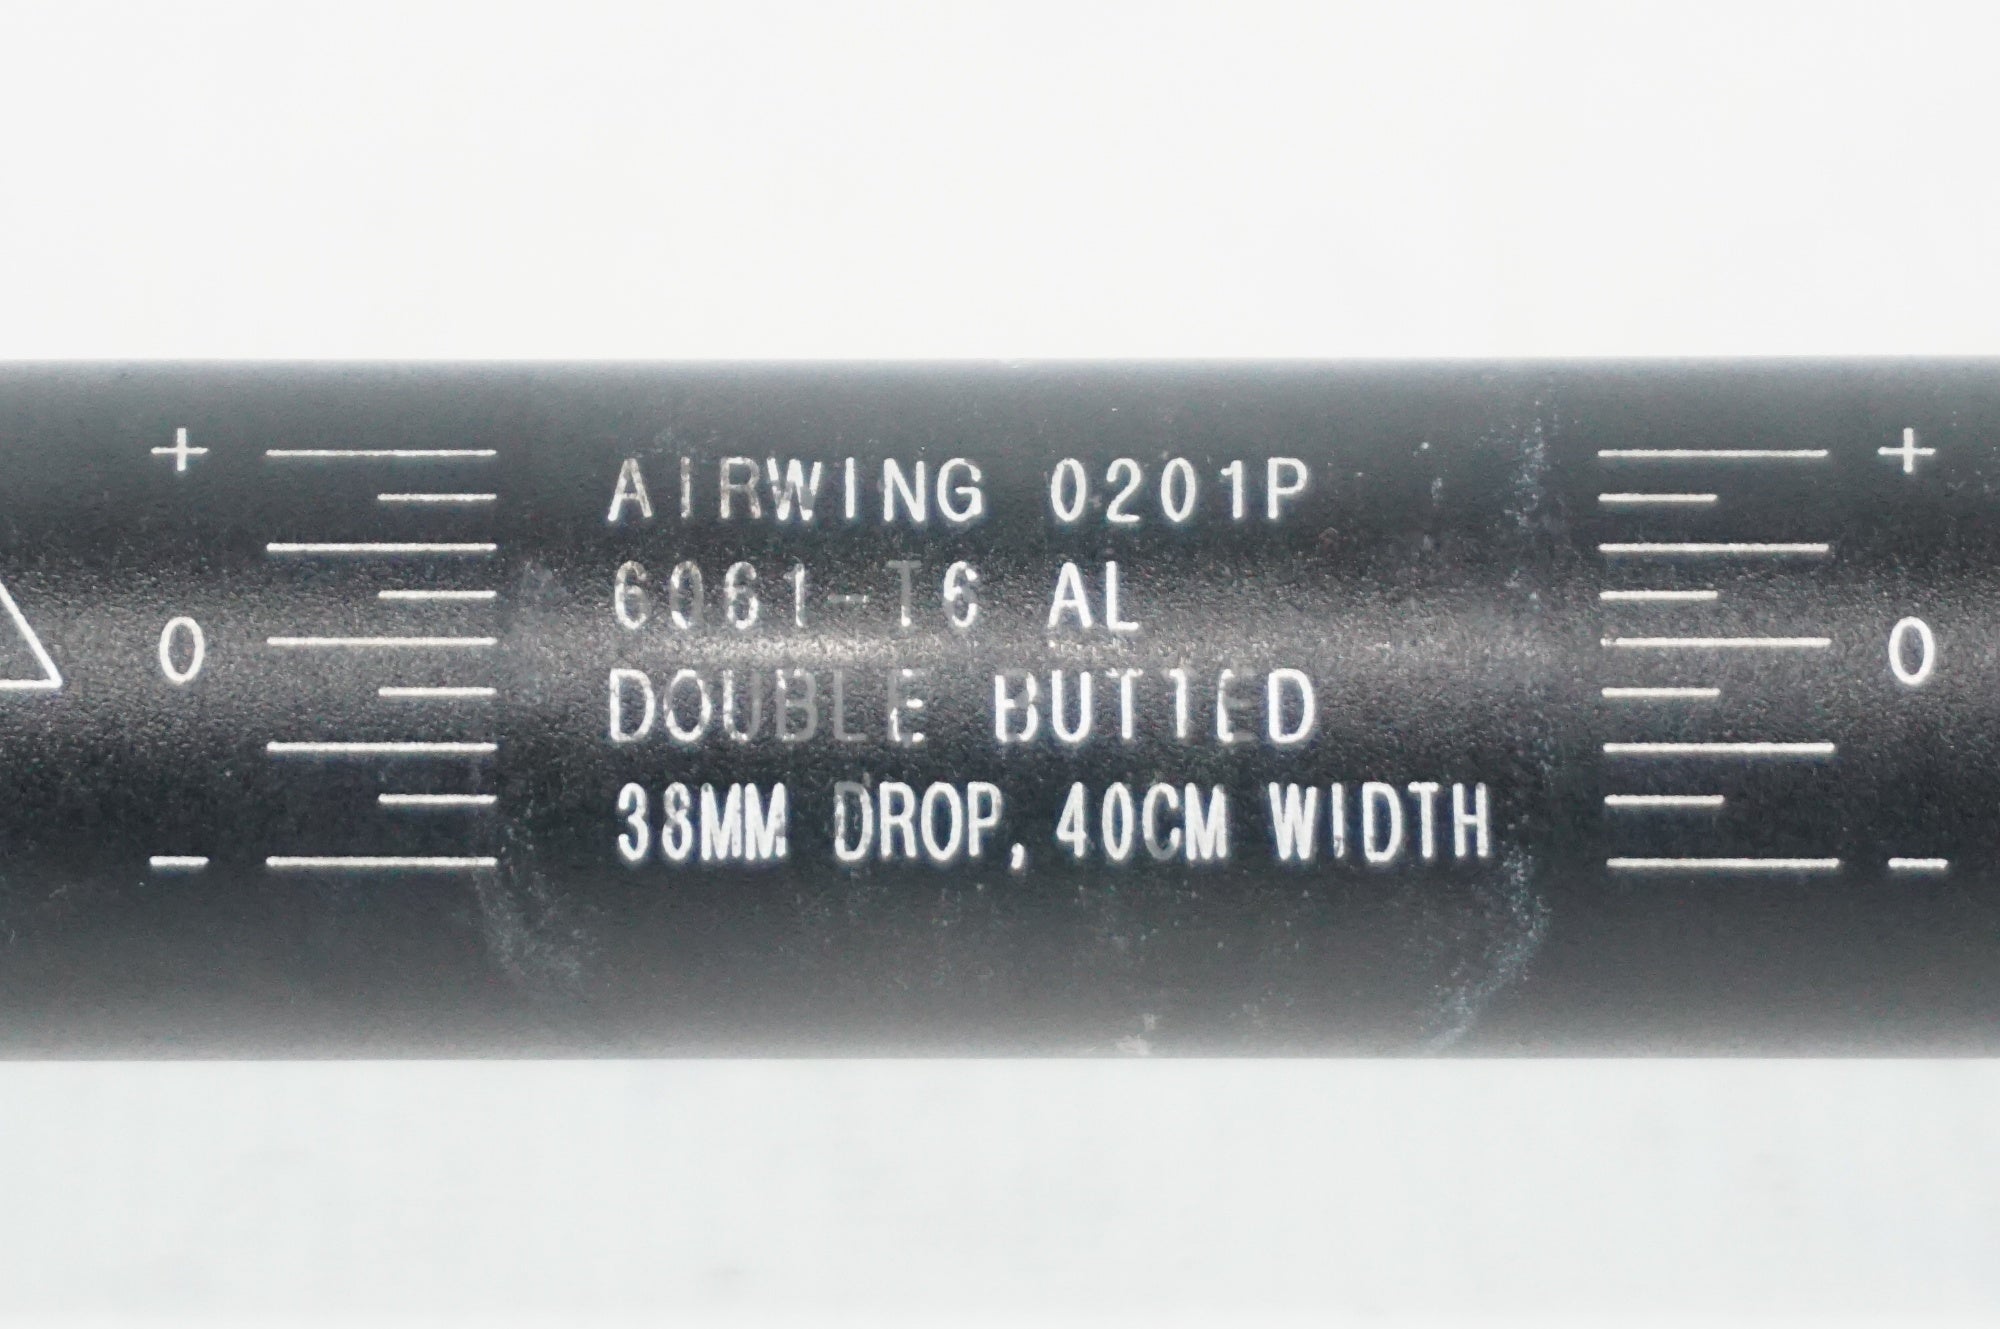 + AIRWING 0201P +
6061-T6 AL
0 DOUBLE BUTTED 0
- 38MM DROP, 40CM WIDTH -